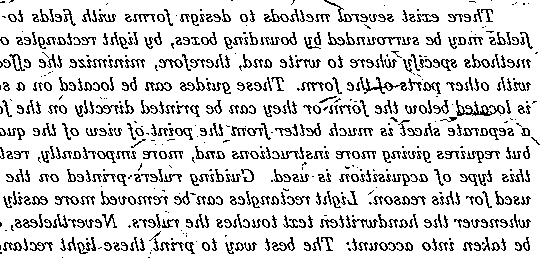 There exist several methods to design forms with fields to
fields may be surrounded by bounding boxes, by light rectangles o
methods specify where to write and, therefore, minimize the effec
with other parts of the form. These guides can be located on a s
is located below the form or they can be printed directly on the fo
a separate sheet is much better from the point of view of the qua
but requires giving more instructions and, more importantly, rest
this type of acquisition is used. Guiding rulers printed on the
used for this reason. Light rectangles can be removed more easily
whenever the handwritten text touches the rulers. Nevertheless,
be taken into account: The best way to print these light rectang